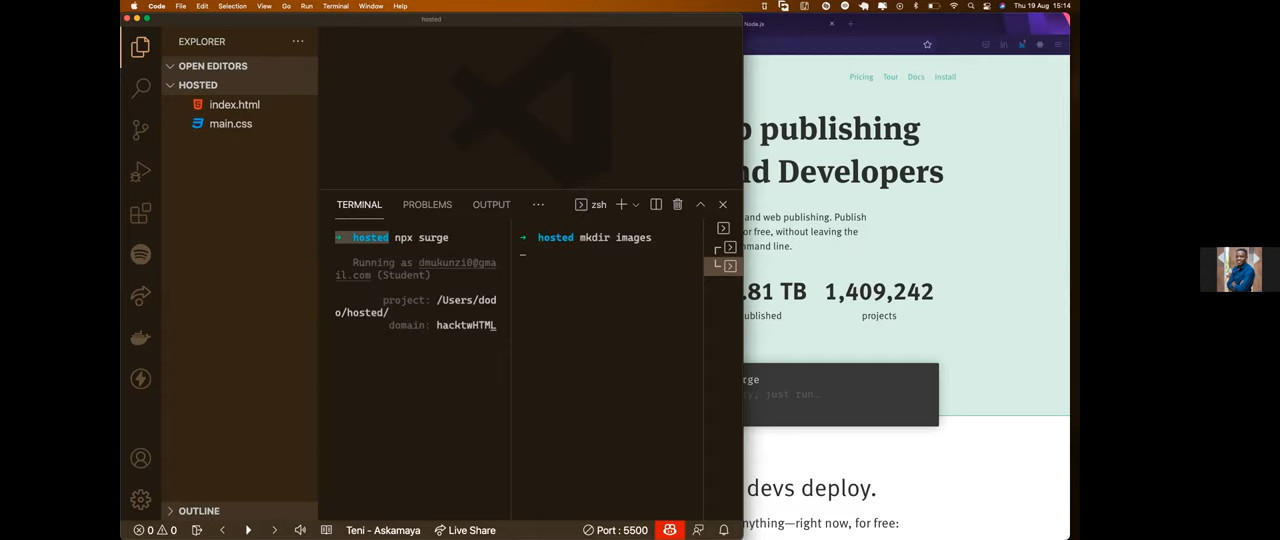 Code File Edit Selection View Go Run Terminal Window Help
Thu 19 Aug 15:14
hosted
Noda.js
EXPLORER
OPEN EDITORS
HOSTED
index.html
main.css
OUTLINE
TERMINAL PROBLEMS OUTPUT
zsh
→ hosted npx surge
Running as dmukunzi0@gma
il.com (Student)
project: /Users/dod
o/hosted/
domain: hacktwHTML
→ hosted mkdir images
0 0
Teni - Askamaya
Live Share
Port : 5500
Pricing Tour Docs Install
publishing
nd Developers
and web publishing. Publish
or free, without leaving the
mmand line.
.81 TB 1,409,242
ublished projects
rge
y, just run…
devs deploy.
nything—right now, for free: